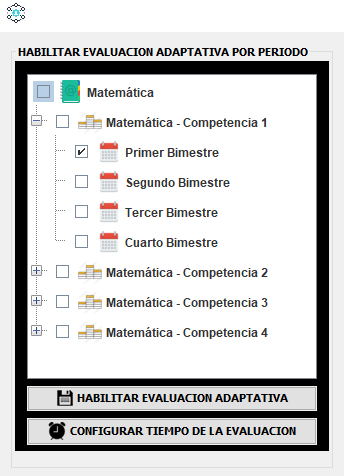 HABILITAR EVALUACION ADAPTATIVA POR PERIODO
Matemática
Matemática - Competencia 1
Primer Bimestre
Segundo Bimestre
Tercer Bimestre
Cuarto Bimestre
Matemática - Competencia 2
Matemática - Competencia 3
Matemática - Competencia 4
HABILITAR EVALUACION ADAPTATIVA
CONFIGURAR TIEMPO DE LA EVALUACION